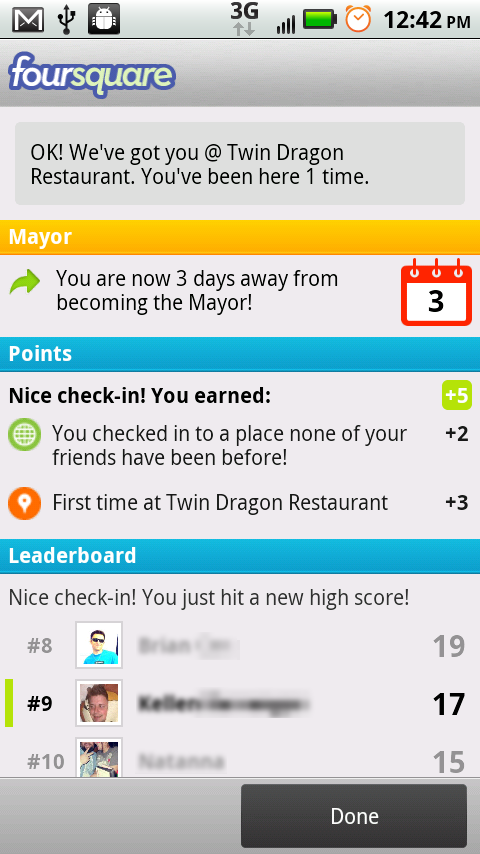 3G 12:42 PM
foursquare
OK! We've got you @ Twin Dragon
Restaurant. You've been here 1 time.
Mayor
You are now 3 days away from
becoming the Mayor!
3
Points
Nice check-in! You earned: +5
You checked in to a place none of your +2
friends have been before!
First time at Twin Dragon Restaurant +3
Leaderboard
Nice check-in! You just hit a new high score!
#8 Brian 19
#9 Kellen 17
#10 Natanna 15
Done